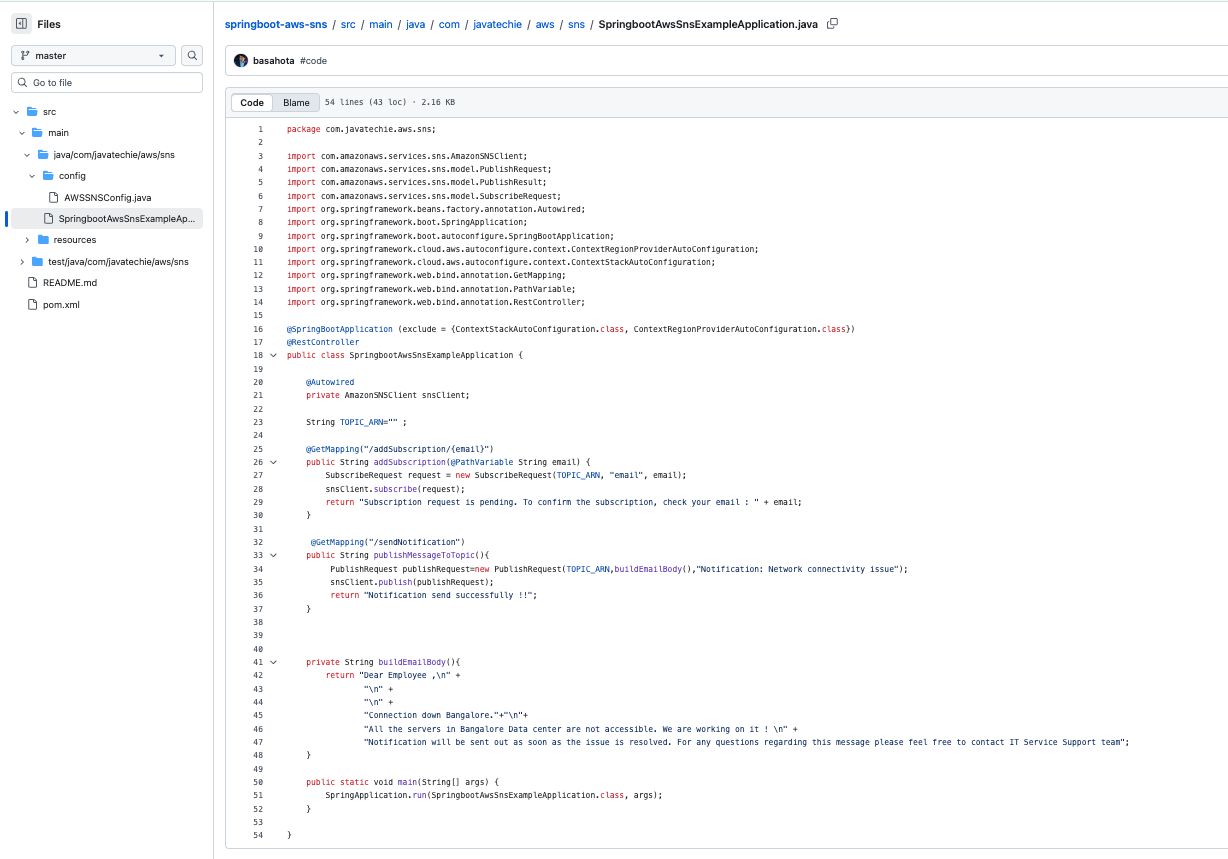 Files
master
Go to file
src
main
java/com/javatechie/aws/sns
config
AWSSNSConfig.java
SpringbootAwsSnsExampleAp...
resources
test/java/com/javatechie/aws/sns
README.md
pom.xml
springboot-aws-sns / src / main / java / com / javatechie / aws / sns / SpringbootAwsSnsExampleApplication.java
basahota #code
Code Blame 54 lines (43 loc) · 2.16 KB
1 package com.javatechie.aws.sns;
2
3 import com.amazonaws.services.sns.AmazonSNSClient;
4 import com.amazonaws.services.sns.model.PublishRequest;
5 import com.amazonaws.services.sns.model.PublishResult;
6 import com.amazonaws.services.sns.model.SubscribeRequest;
7 import org.springframework.beans.factory.annotation.Autowired;
8 import org.springframework.boot.SpringApplication;
9 import org.springframework.boot.autoconfigure.SpringBootApplication;
10 import org.springframework.cloud.aws.autoconfigure.context.ContextRegionProviderAutoConfiguration;
11 import org.springframework.cloud.aws.autoconfigure.context.ContextStackAutoConfiguration;
12 import org.springframework.web.bind.annotation.GetMapping;
13 import org.springframework.web.bind.annotation.PathVariable;
14 import org.springframework.web.bind.annotation.RestController;
15
16 @SpringBootApplication (exclude = {ContextStackAutoConfiguration.class, ContextRegionProviderAutoConfiguration.class})
17 @RestController
18 public class SpringbootAwsSnsExampleApplication {
19
20 @Autowired
21 private AmazonSNSClient snsClient;
22
23 String TOPIC_ARN="" ;
24
25 @GetMapping("/addSubscription/{email}")
26 public String addSubscription(@PathVariable String email) {
27 SubscribeRequest request = new SubscribeRequest(TOPIC_ARN, "email", email);
28 snsClient.subscribe(request);
29 return "Subscription request is pending. To confirm the subscription, check your email : " + email;
30 }
31
32 @GetMapping("/sendNotification")
33 public String publishMessageToTopic(){
34 PublishRequest publishRequest=new PublishRequest(TOPIC_ARN,buildEmailBody(),"Notification: Network connectivity issue");
35 snsClient.publish(publishRequest);
36 return "Notification send successfully !!";
37 }
38
39
40
41 private String buildEmailBody(){
42 return "Dear Employee ,\n" +
43 "\n" +
44 "\n" +
45 "Connection down Bangalore."+"\n"+
46 "All the servers in Bangalore Data center are not accessible. We are working on it ! \n" +
47 "Notification will be sent out as soon as the issue is resolved. For any questions regarding this message please feel free to contact IT Service Support team";
48 }
49
50 public static void main(String[] args) {
51 SpringApplication.run(SpringbootAwsSnsExampleApplication.class, args);
52 }
53
54 }